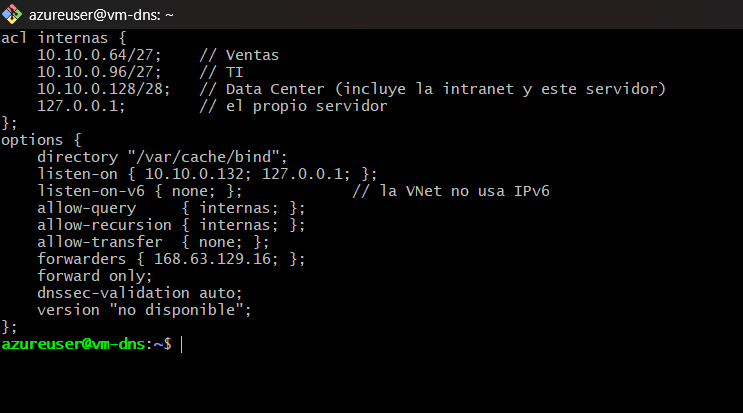 azureuser@vm-dns: ~
acl internas {
    10.10.0.64/27;    // Ventas
    10.10.0.96/27;    // TI
    10.10.0.128/28;   // Data Center (incluye la intranet y este servidor)
    127.0.0.1;        // el propio servidor
};
options {
    directory "/var/cache/bind";
    listen-on { 10.10.0.132; 127.0.0.1; };
    listen-on-v6 { none; };            // la VNet no usa IPv6
    allow-query     { internas; };
    allow-recursion { internas; };
    allow-transfer  { none; };
    forwarders { 168.63.129.16; };
    forward only;
    dnssec-validation auto;
    version "no disponible";
};
azureuser@vm-dns:~$